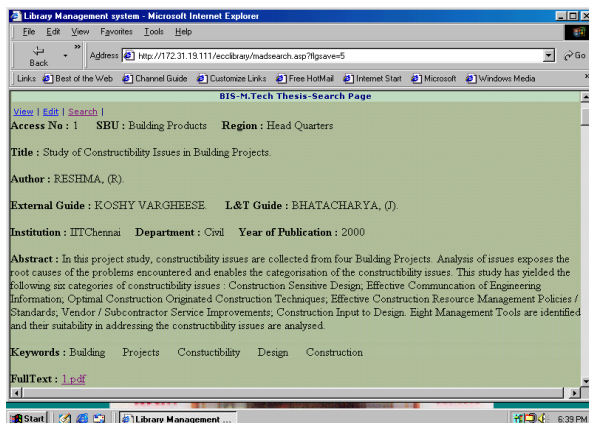 Library Management system - Microsoft Internet Explorer
File Edit View Favorites Tools Help
Back » Address http://172.31.19.111/ecclibrary/madsearch.asp?flgsave=5 Go
Links Best of the Web Channel Guide Customize Links Free HotMail Internet Start Microsoft Windows Media »
BIS-M.Tech Thesis-Search Page
View | Edit | Search |
Access No : 1 SBU : Building Products Region : Head Quarters
Title : Study of Constructibility Issues in Building Projects.
Author : RESHMA, (R).
External Guide : KOSHY VARGHEESE. L&T Guide : BHATACHARYA, (J).
Institution : IITChennai Department : Civil Year of Publication : 2000
Abstract : In this project study, constructibility issues are collected from four Building Projects. Analysis of issues exposes the
root causes of the problems encountered and enables the categorisation of the constructibility issues. This study has yielded the
following six categories of constructibility issues : Construction Sensitive Design; Effective Communcation of Engineering
Information; Optimal Construction Originated Construction Techniques; Effective Construction Resource Management Policies /
Standards; Vendor / Subcontractor Service Improvements; Construction Input to Design. Eight Management Tools are identified
and their suitability in addressing the constructibility issues are analysed.
Keywords : Building Projects Constuctibility Design Construction
FullText : 1.pdf
Start Library Management ... 6:39 PM